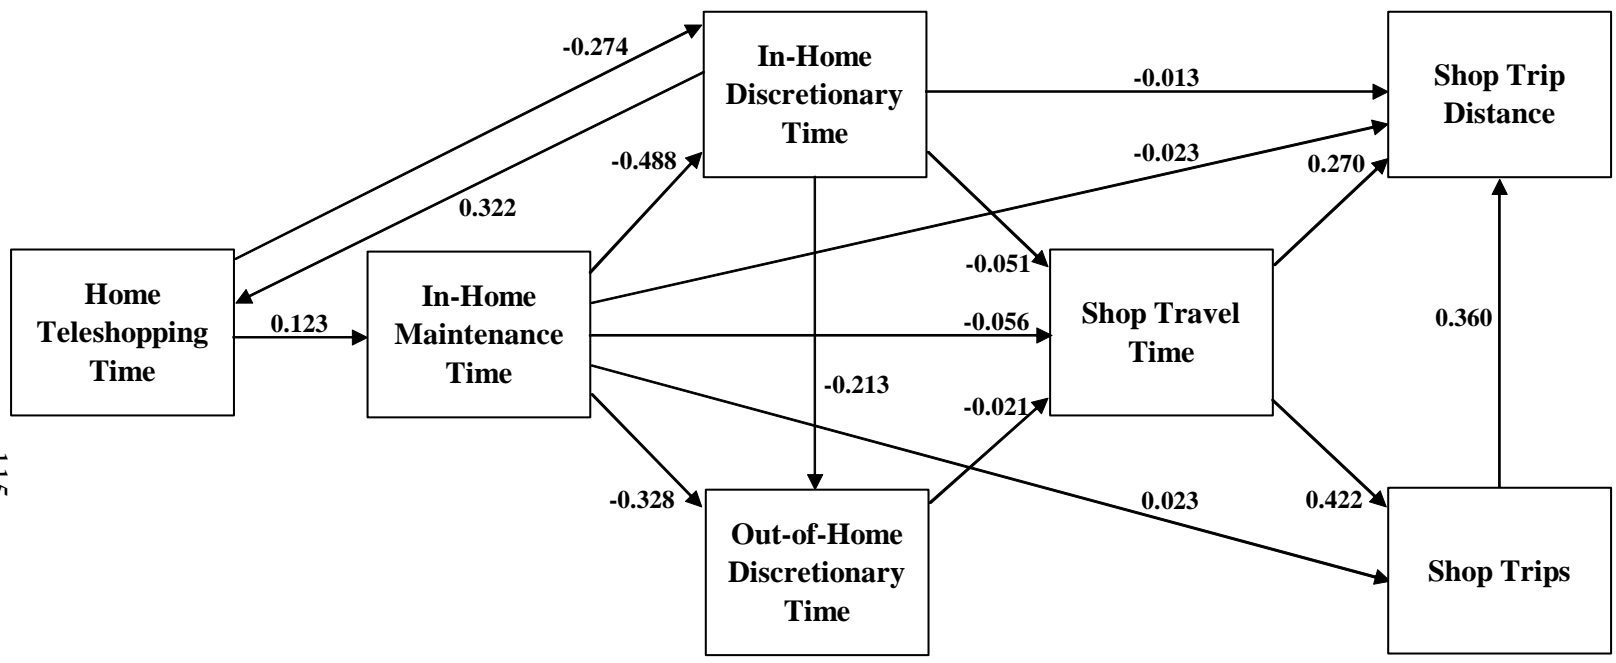 -0.274
In-Home
Discretionary
Time
-0.013
Shop Trip
Distance
-0.488
-0.023
0.270
0.322
Home
Teleshopping
Time
0.123
In-Home
Maintenance
Time
-0.051
-0.056
Shop Travel
Time
0.360
-0.213
-0.021
-0.328
0.023
0.422
Out-of-Home
Discretionary
Time
Shop Trips